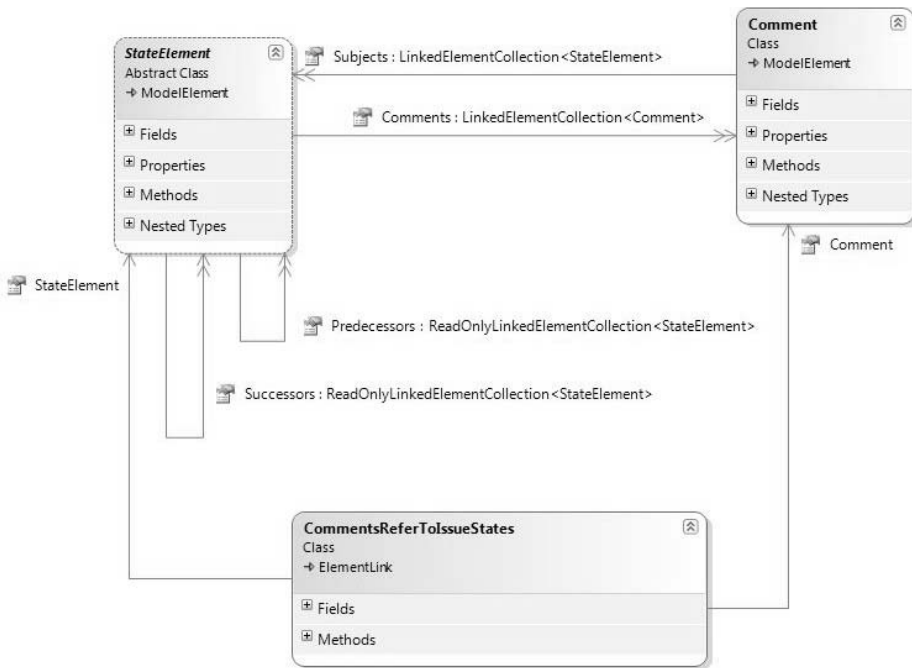 StateElement
Abstract Class
ModelElement
Fields
Properties
Methods
Nested Types
Subjects : LinkedElementCollection<StateElement>
Comments : LinkedElementCollection<Comment>
Comment
Class
ModelElement
Fields
Properties
Methods
Nested Types
Comment
StateElement
Predecessors : ReadOnlyLinkedElementCollection<StateElement>
Successors : ReadOnlyLinkedElementCollection<StateElement>
CommentsReferToIssueStates
Class
ElementLink
Fields
Methods